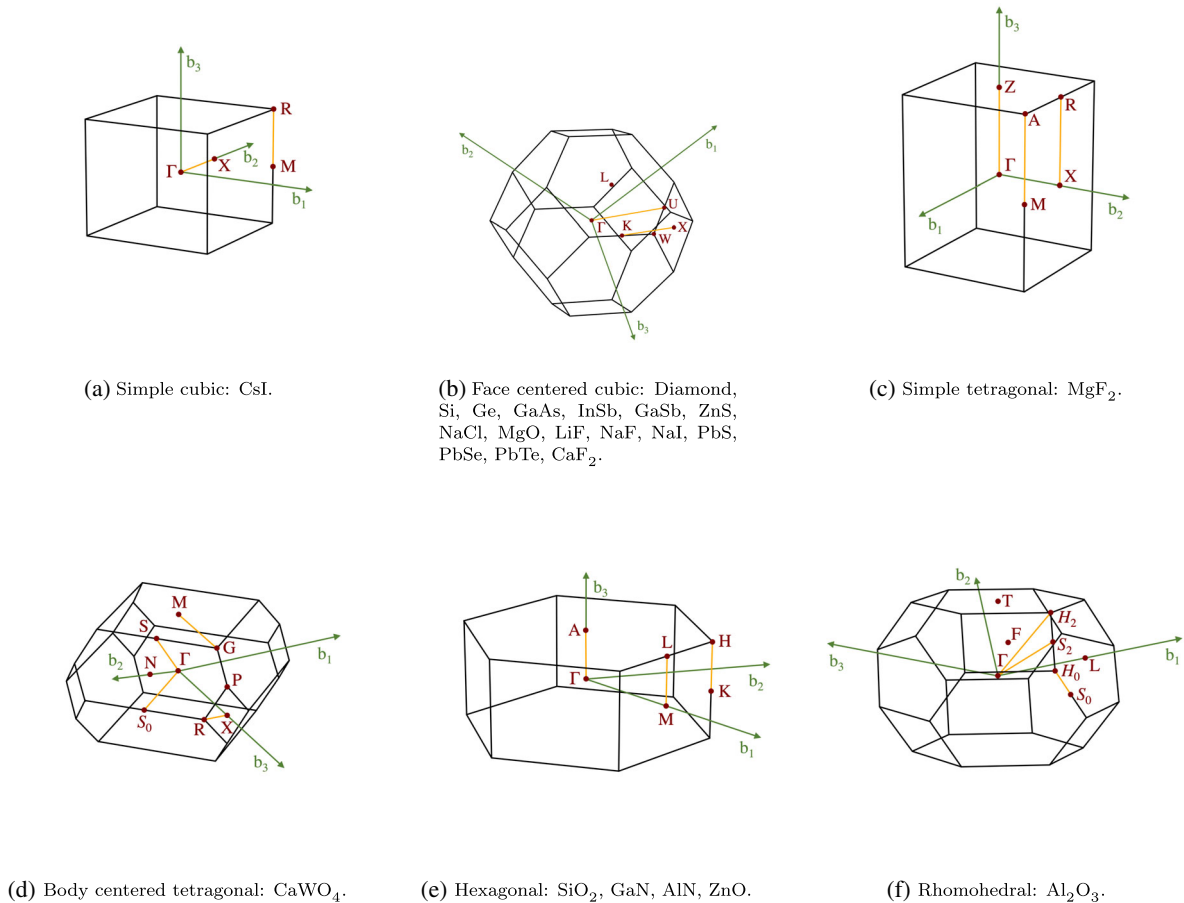 b₃
R
M
Γ
X
b₂
b₁
b₂
b₁
L
U
Γ
K
W
X
b₃
b₃
Z
A
R
Γ
X
M
b₁
b₂
(a) Simple cubic: CsI.
(b) Face centered cubic: Diamond,
Si, Ge, GaAs, InSb, GaSb, ZnS,
NaCl, MgO, LiF, NaF, NaI, PbS,
PbSe, PbTe, CaF₂.
(c) Simple tetragonal: MgF₂.
M
S
G
b₁
b₂
N
Γ
P
S₀
R
X
b₃
b₃
A
L
H
Γ
b₂
K
M
b₁
b₂
T
H₂
F
S₂
b₃
Γ
L
b₁
H₀
S₀
(d) Body centered tetragonal: CaWO₄.
(e) Hexagonal: SiO₂, GaN, AlN, ZnO.
(f) Rhomohedral: Al₂O₃.